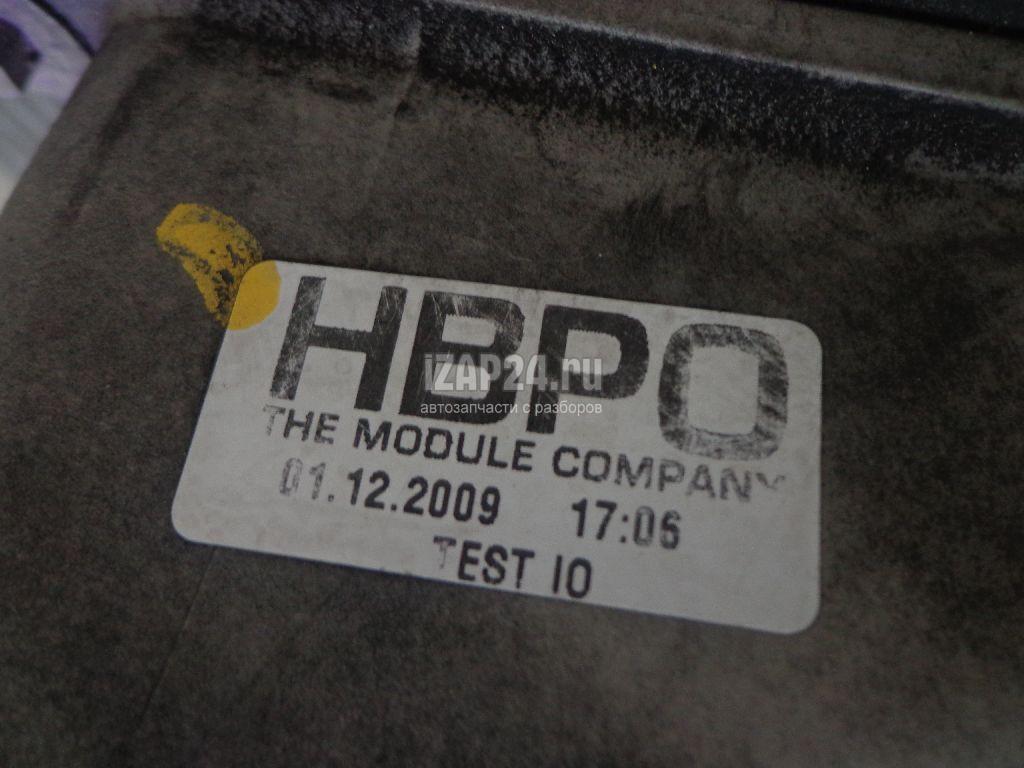 HBPO
iZAP24.ru
автозапчасти с разборов
THE MODULE COMPANY
01.12.2009 17:06
TEST IO